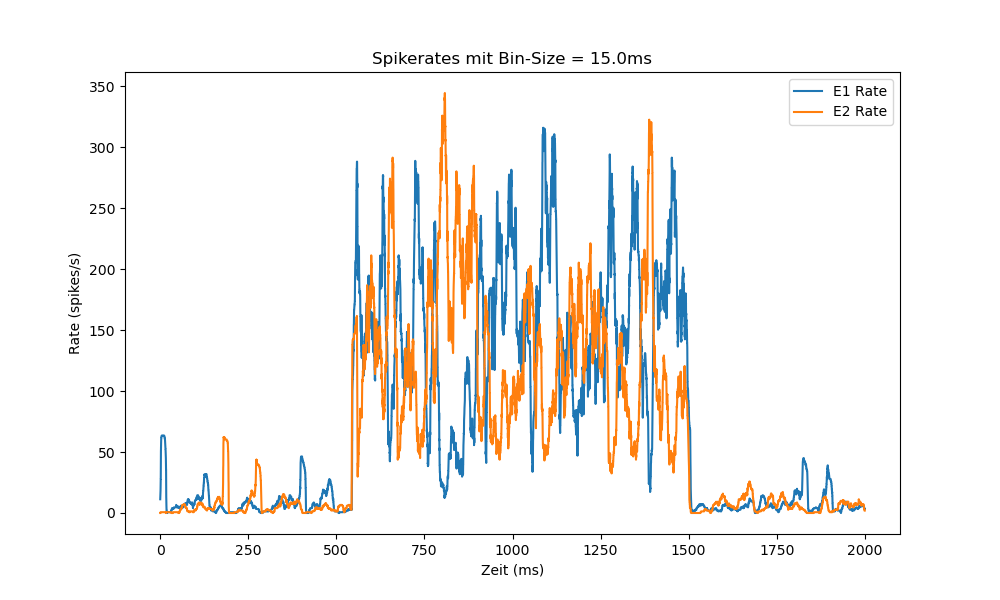 Spikerates mit Bin-Size = 15.0ms
E1 Rate
E2 Rate
Rate (spikes/s)
350
300
250
200
150
100
50
0
0 250 500 750 1000 1250 1500 1750 2000
Zeit (ms)